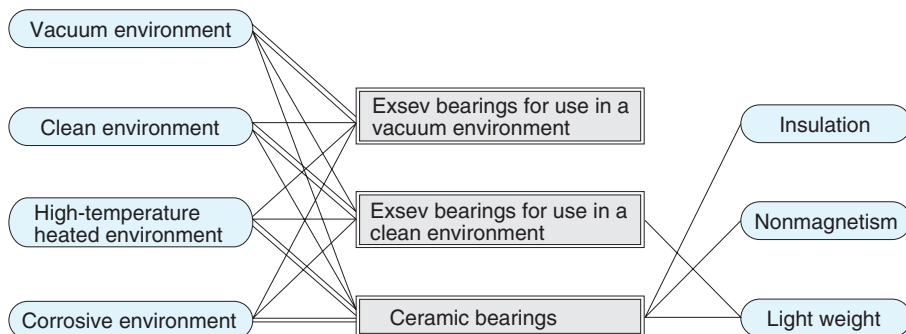 Vacuum environment
Clean environment
High-temperature
heated environment
Corrosive environment
Exsev bearings for use in a
vacuum environment
Exsev bearings for use in a
clean environment
Ceramic bearings
Insulation
Nonmagnetism
Light weight